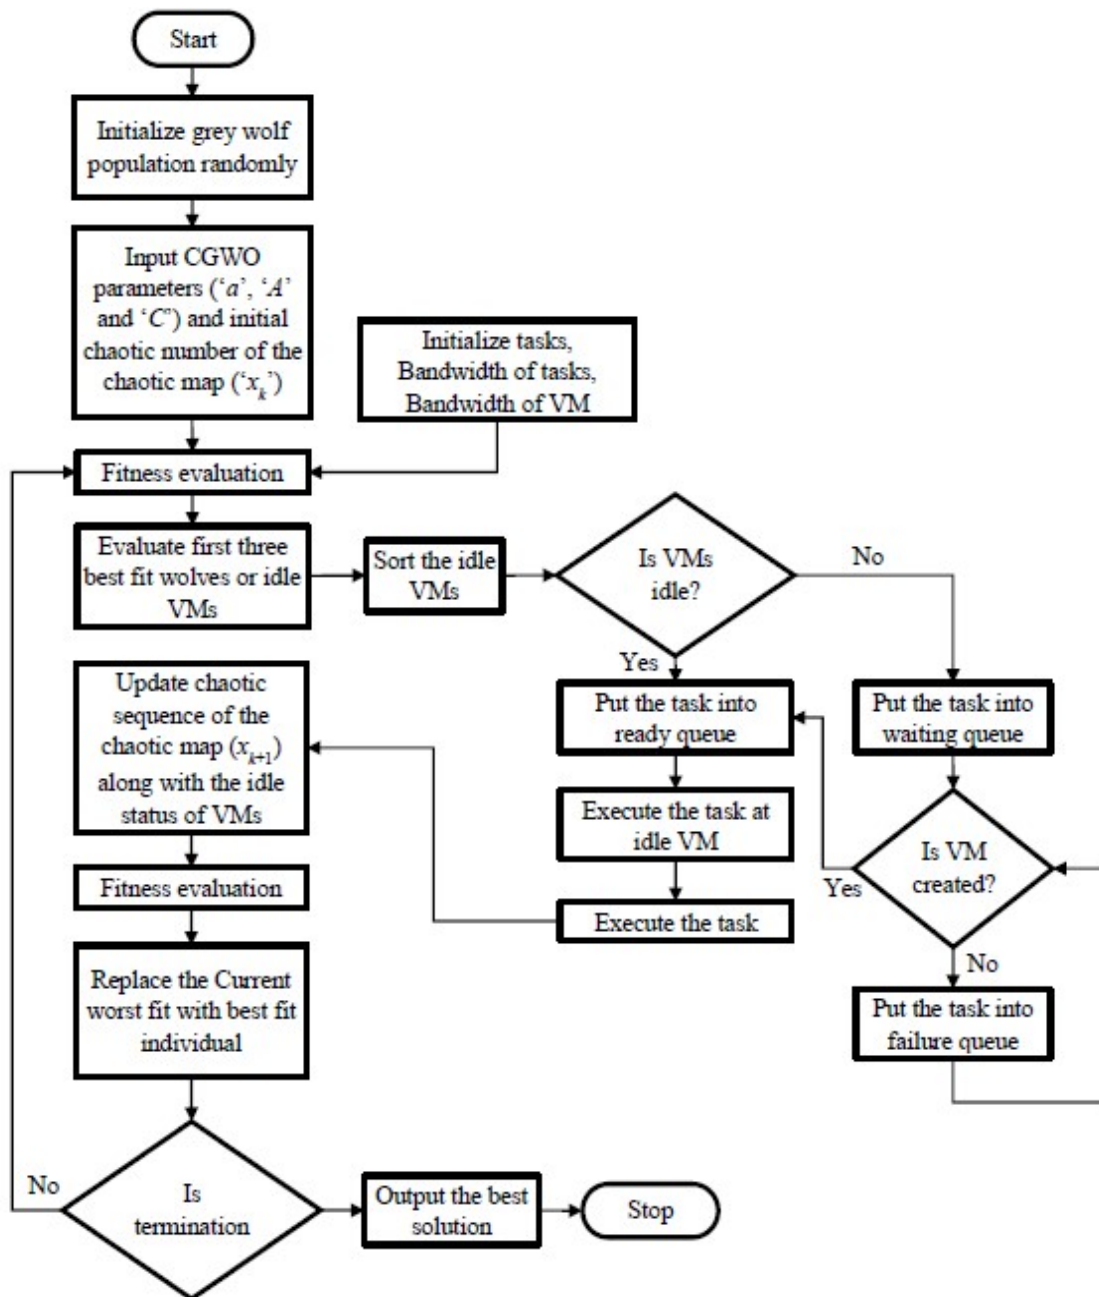 Start
Initialize grey wolf
population randomly
Input CGWO
parameters (‘a’, ‘A’
and ‘C’) and initial
chaotic number of the
chaotic map (‘xₖ’)
Initialize tasks,
Bandwidth of tasks,
Bandwidth of VM
Fitness evaluation
Evaluate first three
best fit wolves or idle
VMs
Sort the idle
VMs
Is VMs
idle?
No
Yes
Put the task into
ready queue
Put the task into
waiting queue
Update chaotic
sequence of the
chaotic map (xₖ₊₁)
along with the idle
status of VMs
Execute the task at
idle VM
Is VM
created?
Yes
No
Execute the task
Fitness evaluation
Replace the Current
worst fit with best fit
individual
Put the task into
failure queue
No
Is
termination
Output the best
solution
Stop